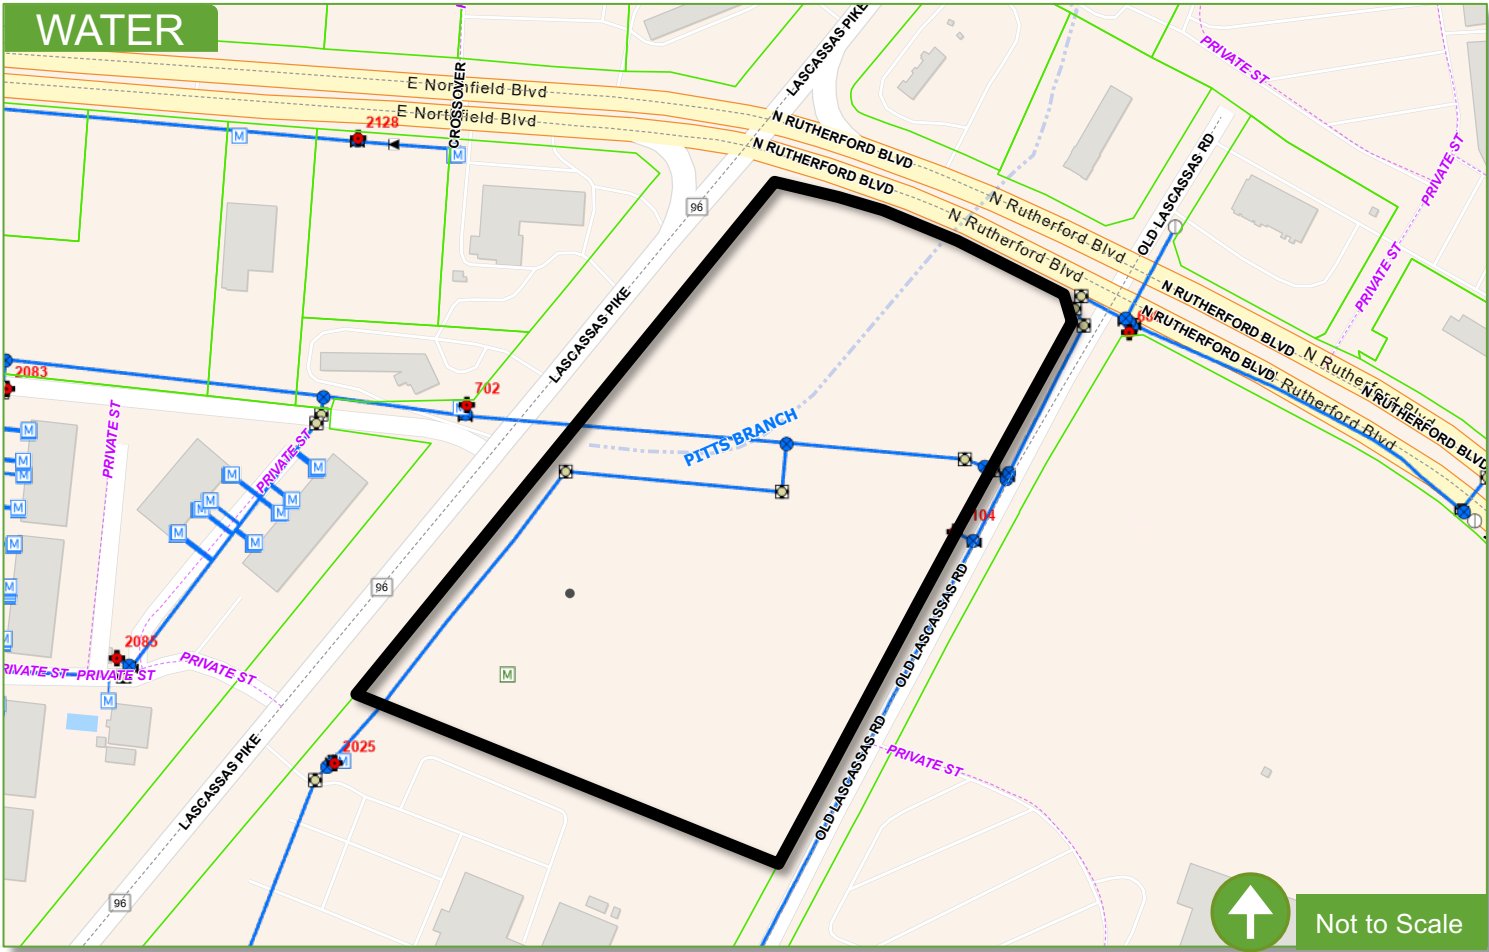 WATER
LASCASSAS PIKE
PRIVATE ST
E Northfield Blvd
CROSSOVER
E Northfield Blvd
2128
M
M
N RUTHERFORD BLVD
N RUTHERFORD BLVD
OLD LASCASSAS RD
PRIVATE ST
96
N Rutherford Blvd
N Rutherford Blvd
PRIVATE ST
N RUTHERFORD BLVD
N RUTHERFORD BLVD
LASCASSAS PIKE
2083
702
M
N Rutherford Blvd
Rutherford Blvd
N RUTHERFORD BLVD
PITTS BRANCH
PRIVATE ST
PRIVATE ST
M
M
M
M
M
M
M
M
M
M
M
M
M
M
104
96
M
M
OLD LASCASSAS RD
2085
PRIVATE ST
PRIVATE ST
M
M
2025
M
OLD LASCASSAS RD
PRIVATE ST
LASCASSAS PIKE
96
Not to Scale